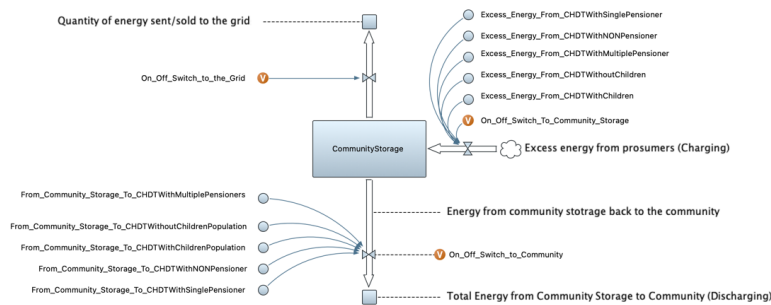 Quantity of energy sent/sold to the grid
Excess_Energy_From_CHDTWithSinglePensioner
Excess_Energy_From_CHDTWithNONPensioner
Excess_Energy_From_CHDTWithMultiplePensioner
Excess_Energy_From_CHDTWithoutChildren
Excess_Energy_From_CHDTWithChildren
V On_Off_Switch_To_Community_Storage
On_Off_Switch_to_the_Grid V
CommunityStorage
Excess energy from prosumers (Charging)
From_Community_Storage_To_CHDTWithMultiplePensioners
From_Community_Storage_To_CHDTWithoutChildrenPopulation
From_Community_Storage_To_CHDTWithChildrenPopulation
From_Community_Storage_To_CHDTWithNONPensioner
From_Community_Storage_To_CHDTWithSinglePensioner
Energy from community stotrage back to the community
V On_Off_Switch_to_Community
Total Energy from Community Storage to Community (Discharging)